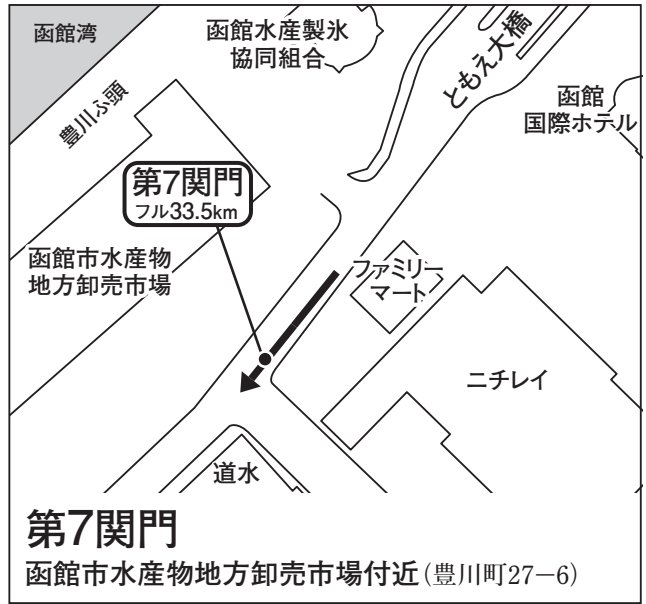 函館湾
函館水産製氷
協同組合
ともえ大橋
函館
国際ホテル
豊川ふ頭
第7関門
フル33.5km
函館市水産物
地方卸売市場
ファミリー
マート
ニチレイ
道水
第7関門
函館市水産物地方卸売市場付近(豊川町27−6)